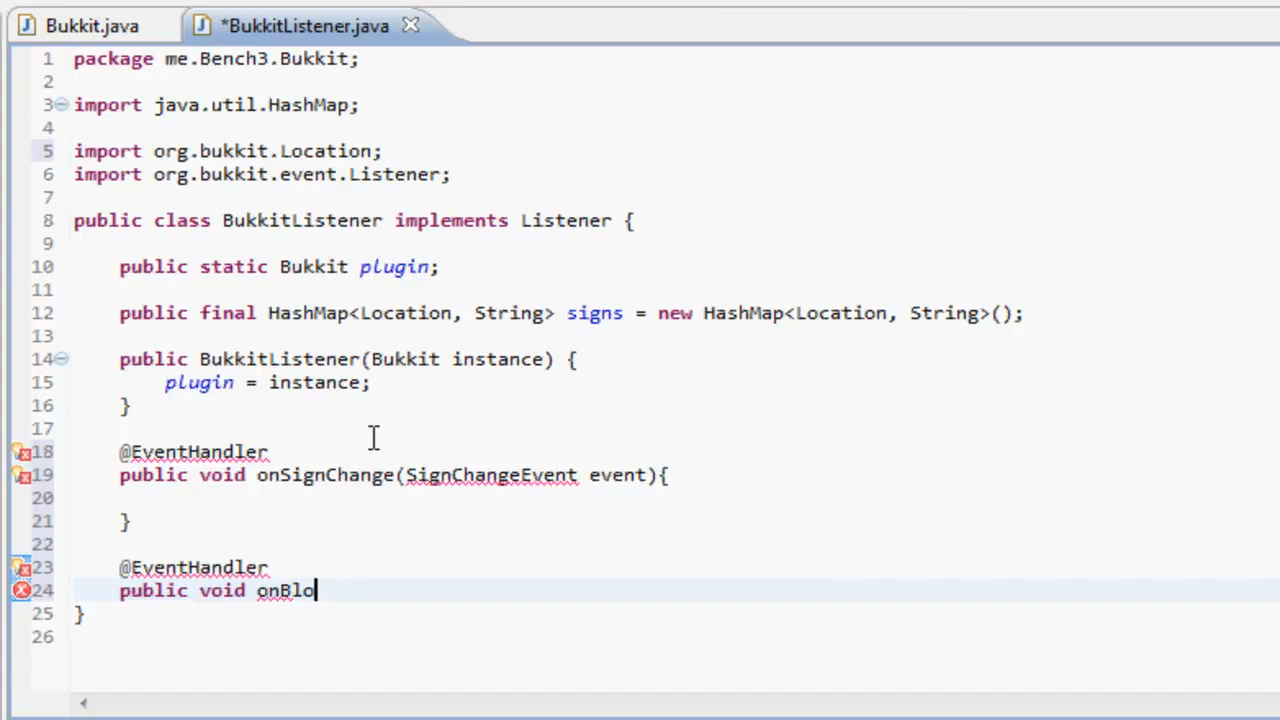 Bukkit.java
*BukkitListener.java
1 package me.Bench3.Bukkit;
2
3 import java.util.HashMap;
4
5 import org.bukkit.Location;
6 import org.bukkit.event.Listener;
7
8 public class BukkitListener implements Listener {
9
10 public static Bukkit plugin;
11
12 public final HashMap<Location, String> signs = new HashMap<Location, String>();
13
14 public BukkitListener(Bukkit instance) {
15 plugin = instance;
16 }
17
18 @EventHandler
19 public void onSignChange(SignChangeEvent event){
20
21 }
22
23 @EventHandler
24 public void onBlo
25 }
26